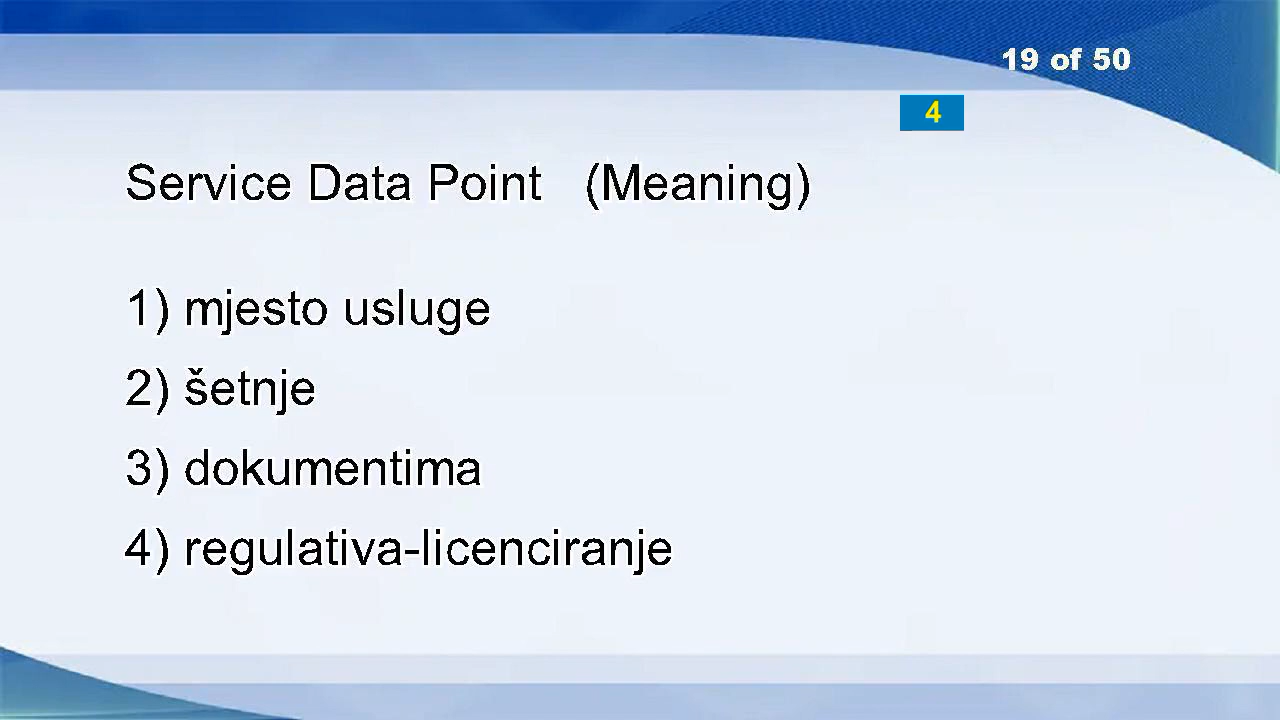 19 of 50
4
Service Data Point (Meaning)
1) mjesto usluge
2) šetnje
3) dokumentima
4) regulativa-licenciranje